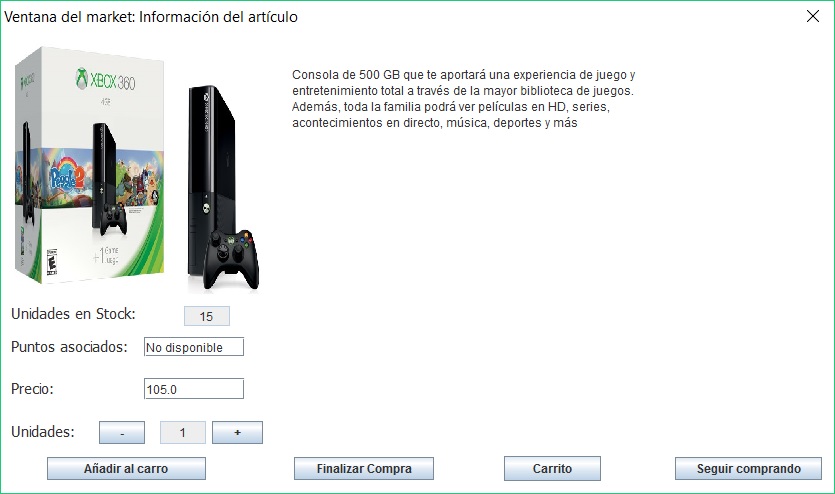 Ventana del market: Información del artículo
XBOX 360
Consola de 500 GB que te aportará una experiencia de juego y
entretenimiento total a través de la mayor biblioteca de juegos.
Además, toda la familia podrá ver películas en HD, series,
acontecimientos en directo, música, deportes y más
Peggle 2
+1 Game
Juego
E
Unidades en Stock:
15
Puntos asociados:
No disponible
Precio:
105.0
Unidades:
-
1
+
Añadir al carro
Finalizar Compra
Carrito
Seguir comprando